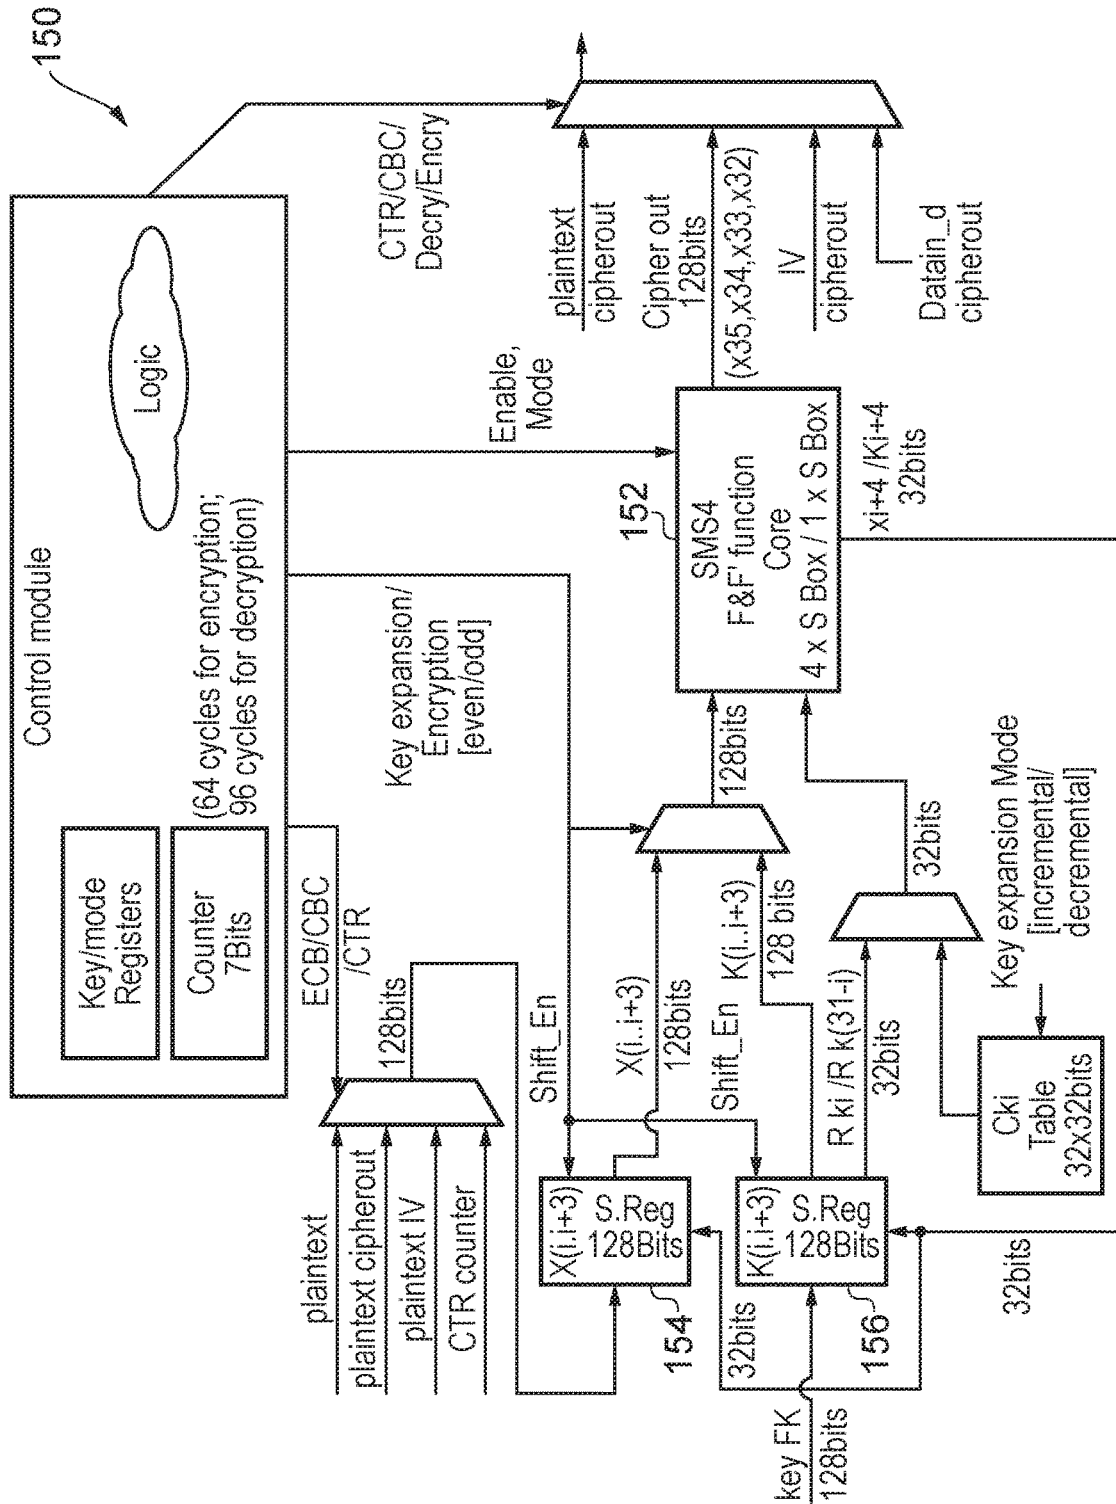 150
Control module
Key/mode
Registers
Counter
7Bits
(64 cycles for encryption;
96 cycles for decryption)
Logic
ECB/CBC
/CTR
128bits
Key expansion/
Encryption
[even/odd]
Enable,
Mode
CTR/CBC/
Decry/Encry
plaintext
plaintext cipherout
plaintext IV
CTR counter
Shift_En
X(i..i+3)
128bits
X(i..i+3)
S.Reg
128Bits
154
32bits
Shift_En
K(i..i+3)
128 bits
128bits
152
SMS4
F&F' function
Core
4 x S Box / 1 x S Box
plaintext
cipherout
Cipher out
128bits
(x35,x34,x33,x32)
IV
cipherout
Datain_d
cipherout
key FK
128bits
K(i..i+3)
S.Reg
128Bits
156
R ki /R k(31-i)
32bits
32bits
xi+4 /Ki+4
32bits
Cki
Table
32x32bits
Key expansion Mode
[incremental/
decremental]
32bits